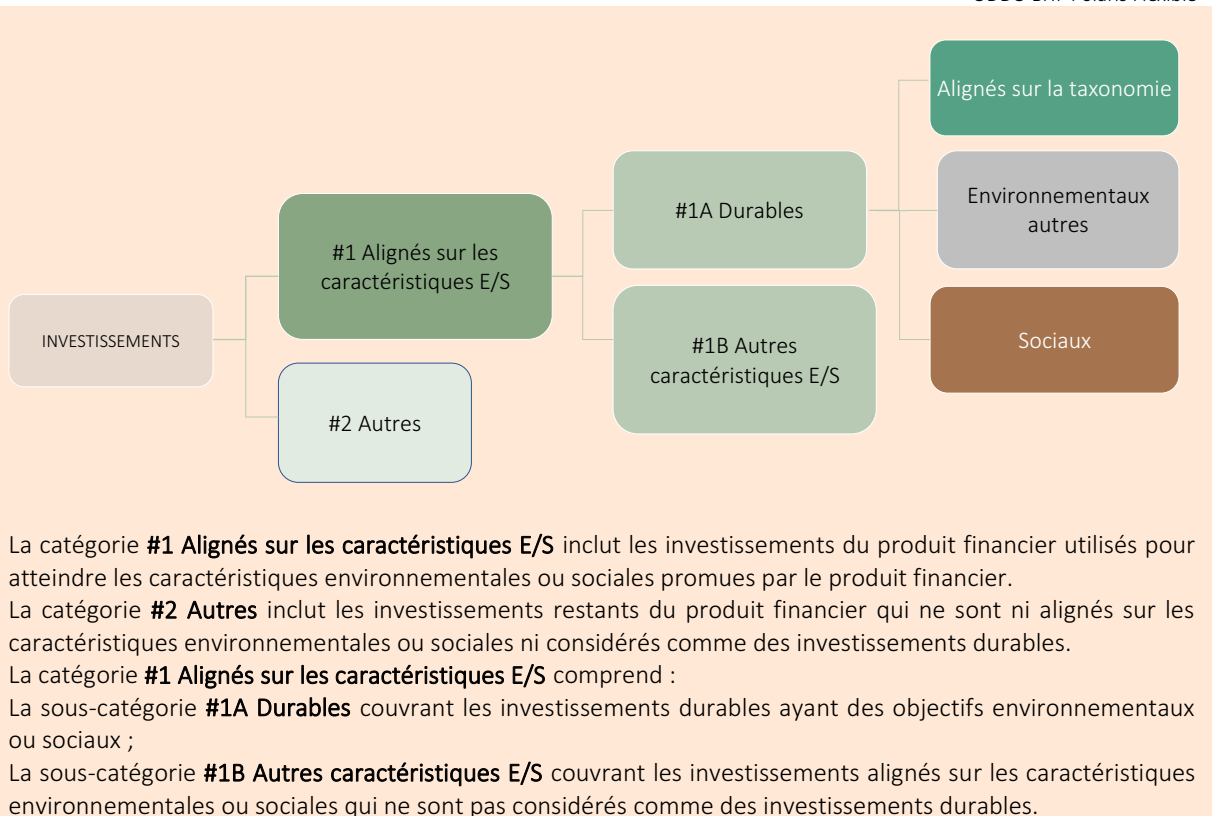 Alignés sur la taxonomie
#1A Durables
Environnementaux
autres
#1 Alignés sur les
caractéristiques E/S
INVESTISSEMENTS
#1B Autres
caractéristiques E/S
Sociaux
#2 Autres
La catégorie #1 Alignés sur les caractéristiques E/S inclut les investissements du produit financier utilisés pour
atteindre les caractéristiques environnementales ou sociales promues par le produit financier.
La catégorie #2 Autres inclut les investissements restants du produit financier qui ne sont ni alignés sur les
caractéristiques environnementales ou sociales ni considérés comme des investissements durables.
La catégorie #1 Alignés sur les caractéristiques E/S comprend :
La sous-catégorie #1A Durables couvrant les investissements durables ayant des objectifs environnementaux
ou sociaux ;
La sous-catégorie #1B Autres caractéristiques E/S couvrant les investissements alignés sur les caractéristiques
environnementales ou sociales qui ne sont pas considérés comme des investissements durables.